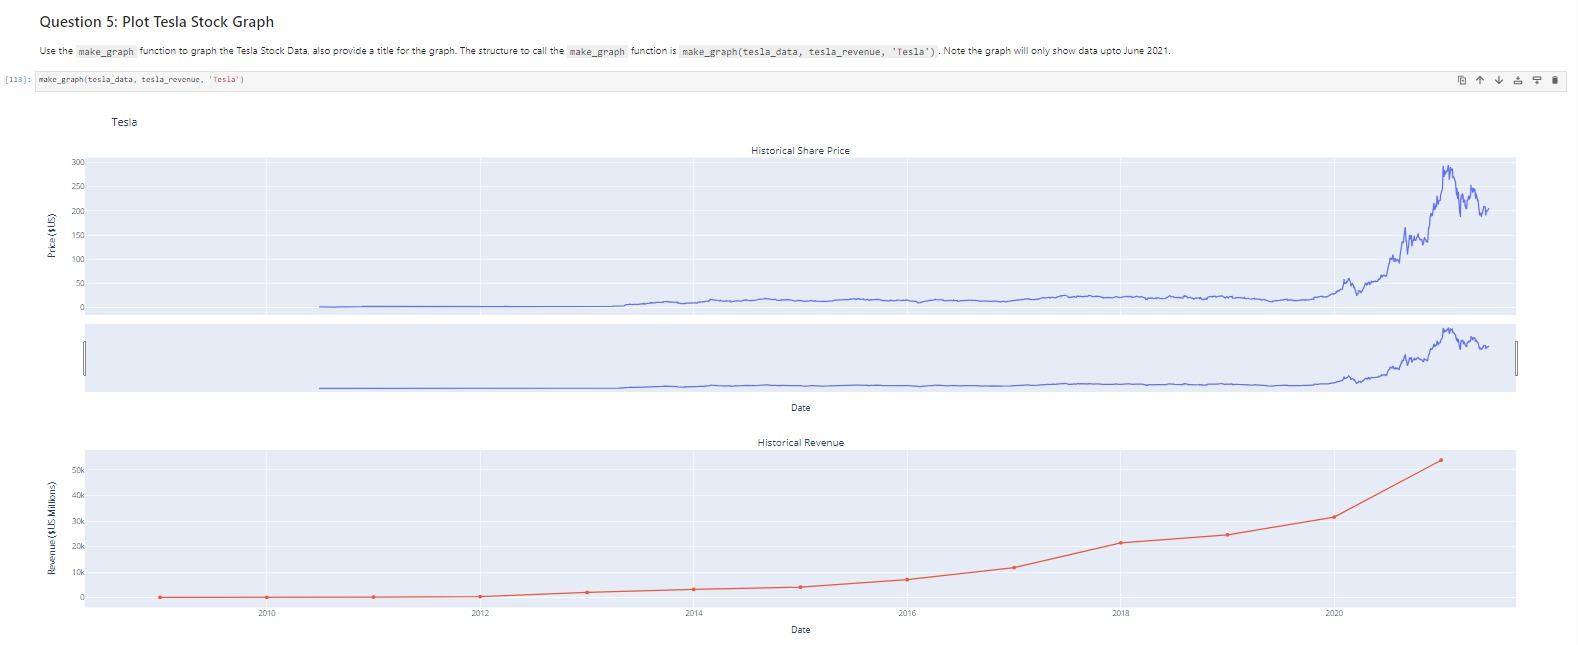 Question 5: Plot Tesla Stock Graph
Use the make_graph function to graph the Tesla Stock Data, also provide a title for the graph. The structure to call the make_graph function is make_graph(tesla_data, tesla_revenue, 'Tesla') . Note the graph will only show data upto June 2021.
[113]: make_graph(tesla_data, tesla_revenue, 'Tesla')
Tesla
Historical Share Price
Price ($US)
300
250
200
150
100
50
0
Date
Historical Revenue
Revenue ($US Millions)
50k
40k
30k
20k
10k
0
2010 2012 2014 2016 2018 2020
Date